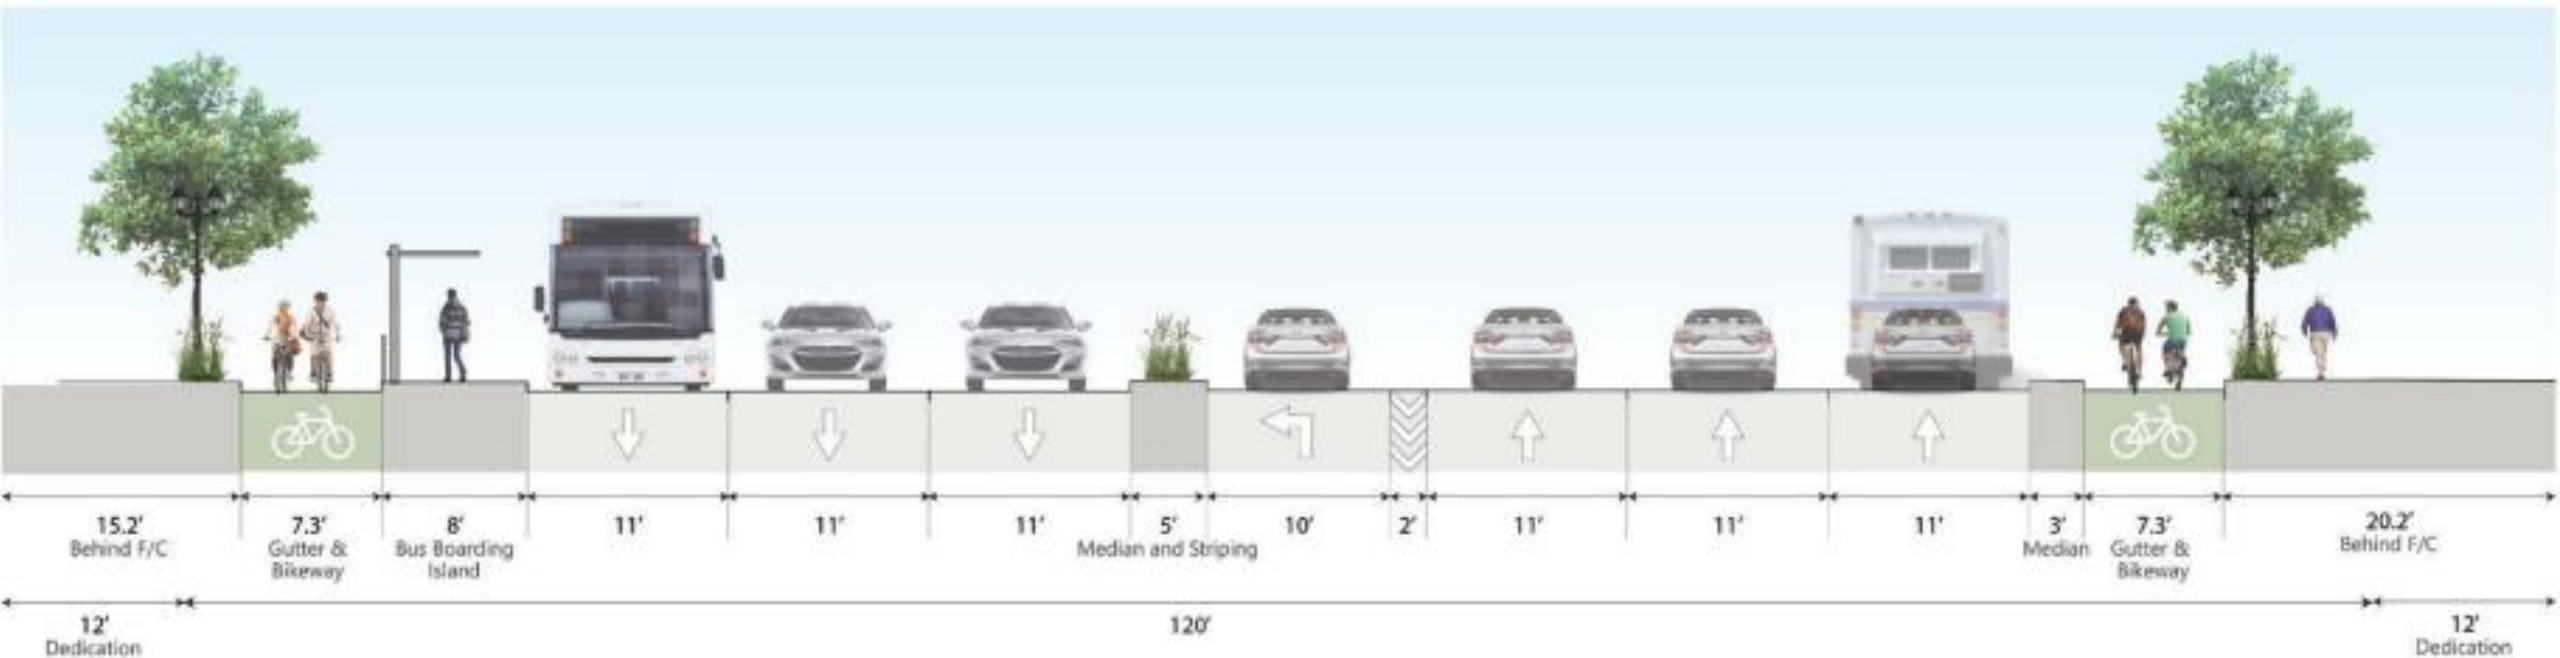 15.2'
Behind F/C
7.3'
Gutter &
Bikeway
8'
Bus Boarding
Island
11'
11'
11'
5'
Median and Striping
10'
2'
11'
11'
11'
3'
Median
7.3'
Gutter &
Bikeway
20.2'
Behind F/C
12'
Dedication
120'
12'
Dedication